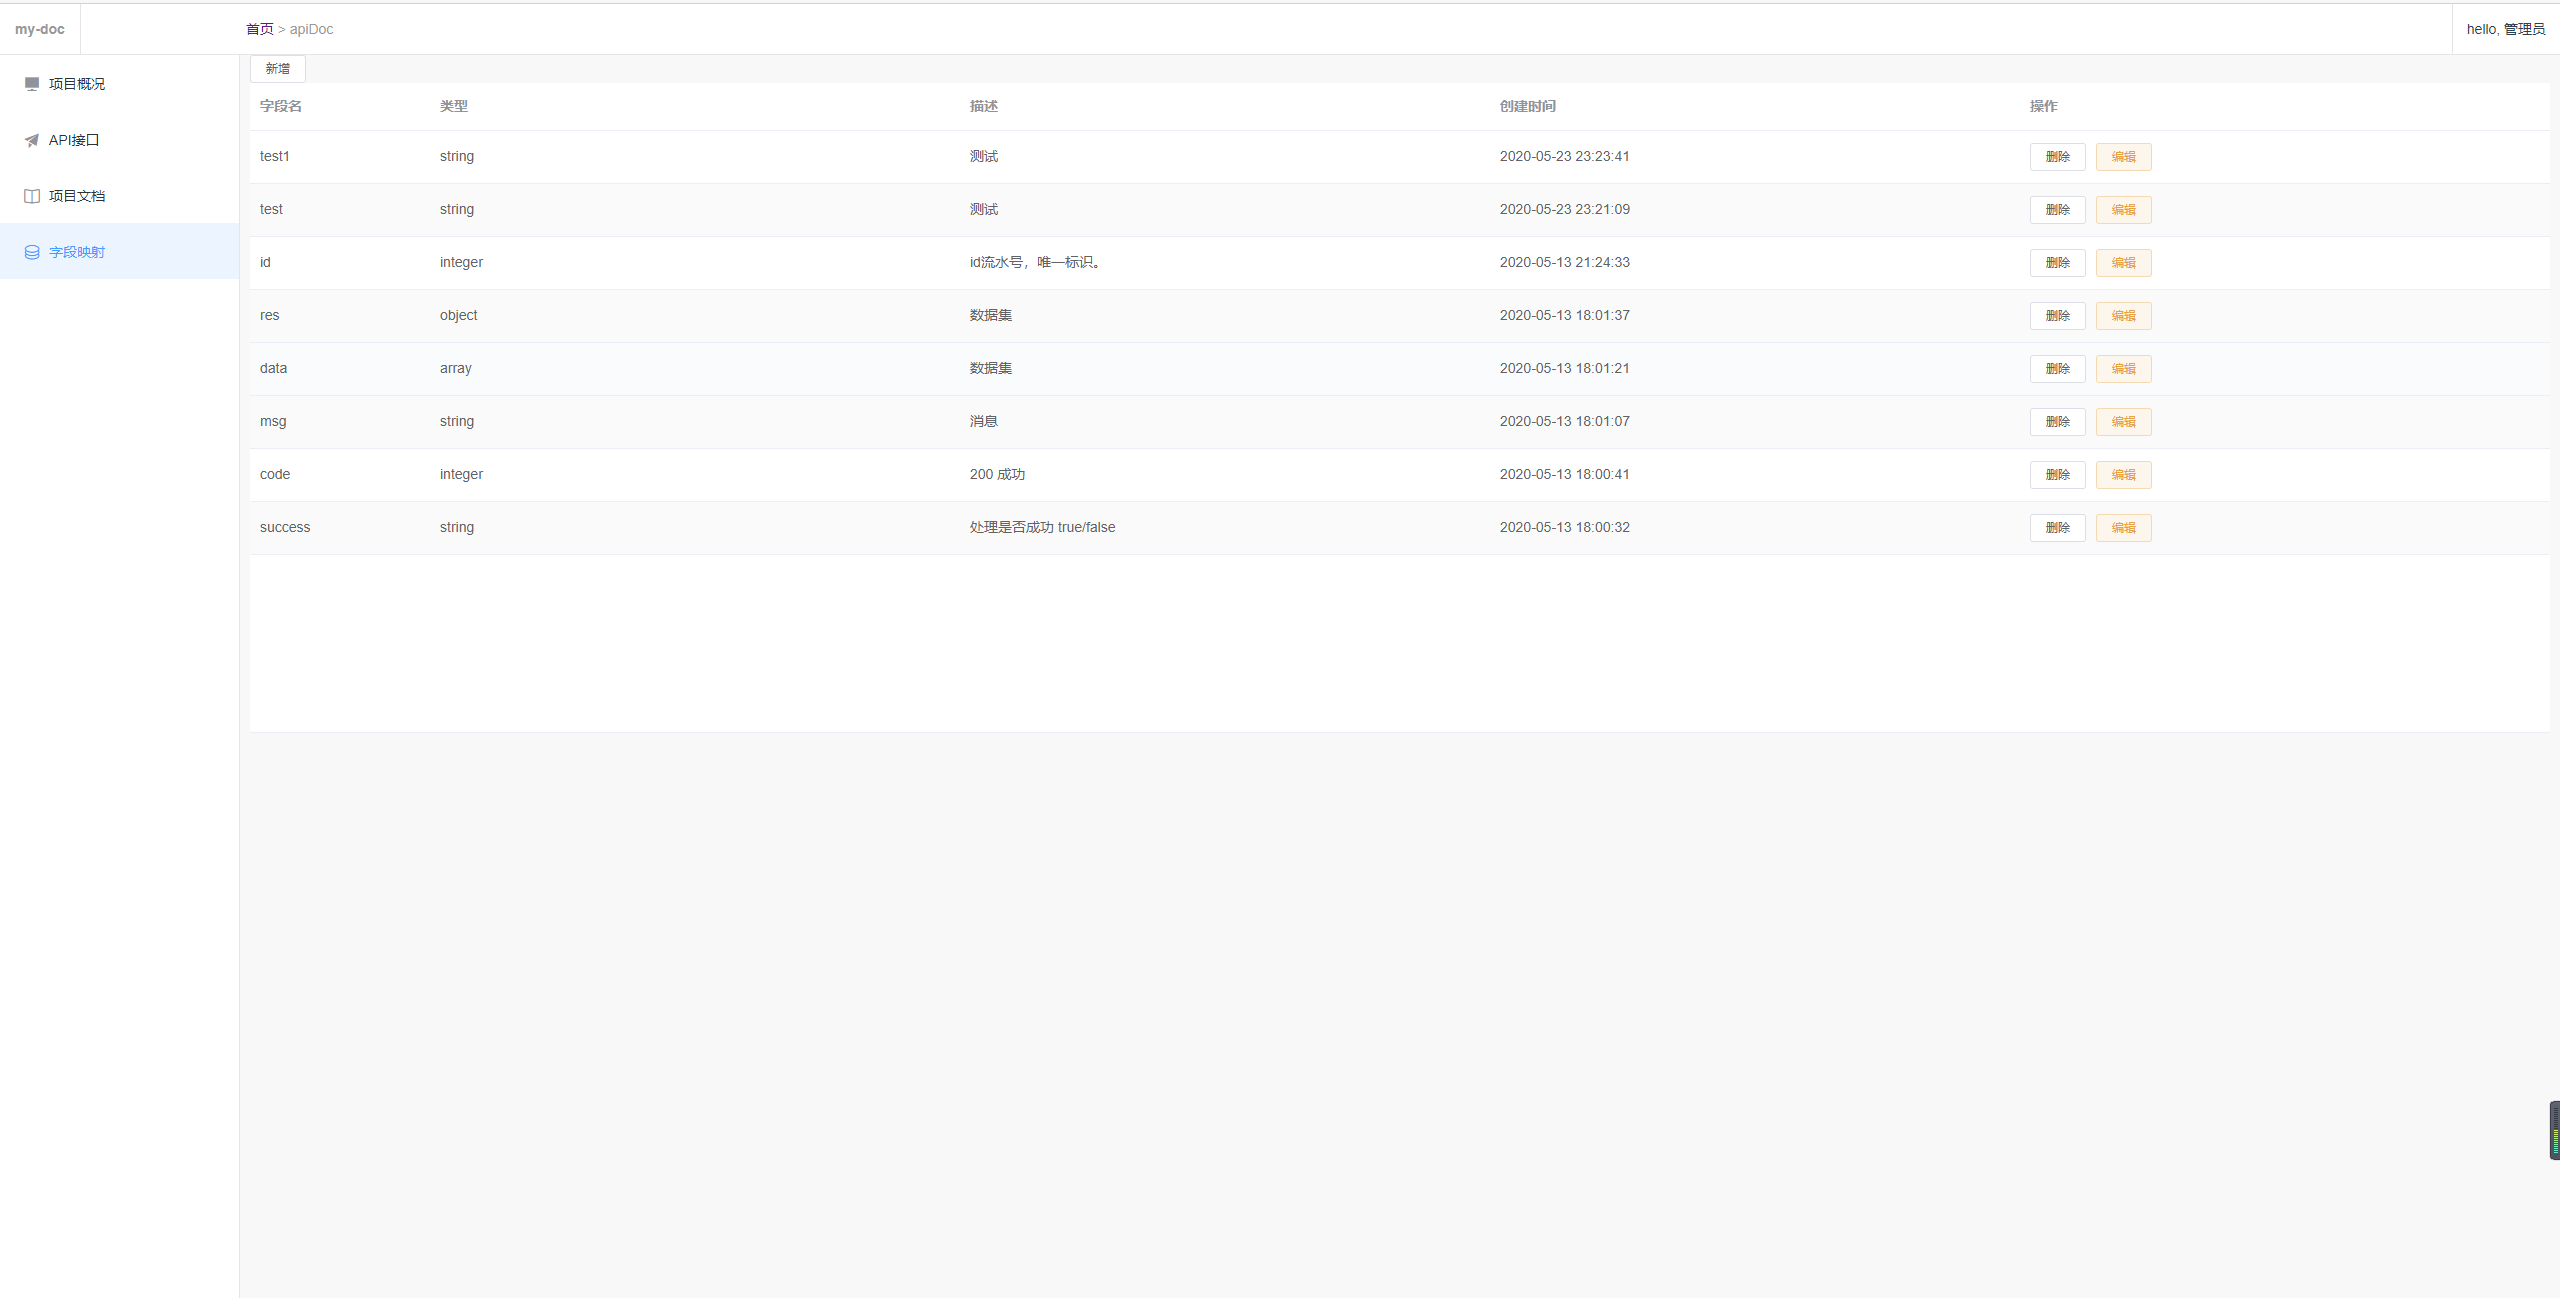 my-doc
首页 > apiDoc
hello, 管理员
项目概况
API接口
项目文档
字段映射
新增
字段名 类型 描述 创建时间 操作
test1 string 测试 2020-05-23 23:23:41 删除 编辑
test string 测试 2020-05-23 23:21:09 删除 编辑
id integer id流水号，唯一标识。 2020-05-13 21:24:33 删除 编辑
res object 数据集 2020-05-13 18:01:37 删除 编辑
data array 数据集 2020-05-13 18:01:21 删除 编辑
msg string 消息 2020-05-13 18:01:07 删除 编辑
code integer 200 成功 2020-05-13 18:00:41 删除 编辑
success string 处理是否成功 true/false 2020-05-13 18:00:32 删除 编辑